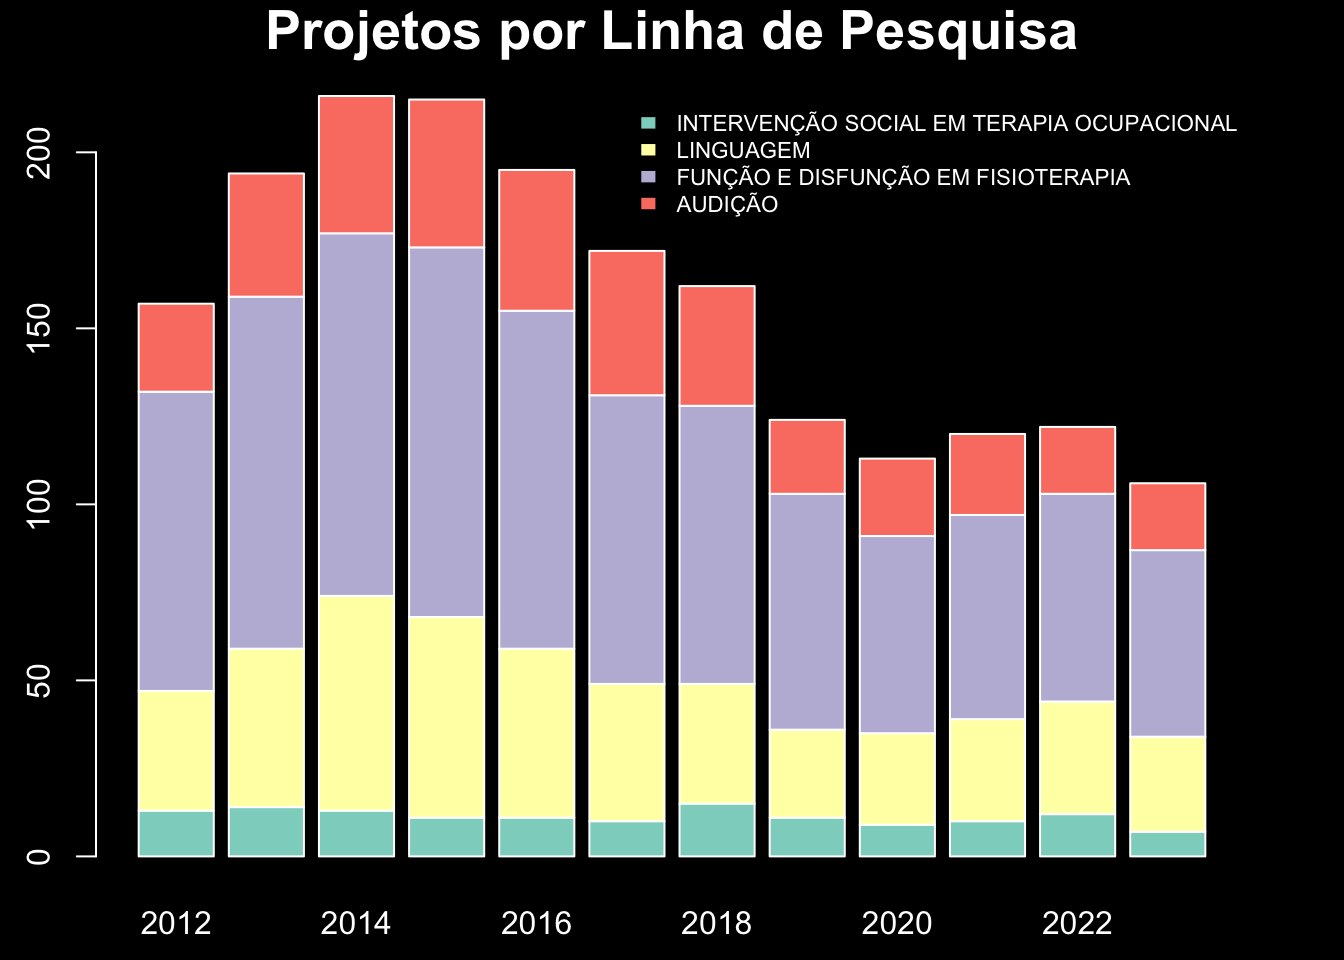 Projetos por Linha de Pesquisa
INTERVENÇÃO SOCIAL EM TERAPIA OCUPACIONAL
LINGUAGEM
FUNÇÃO E DISFUNÇÃO EM FISIOTERAPIA
AUDIÇÃO
200
150
100
50
0
2012 2014 2016 2018 2020 2022